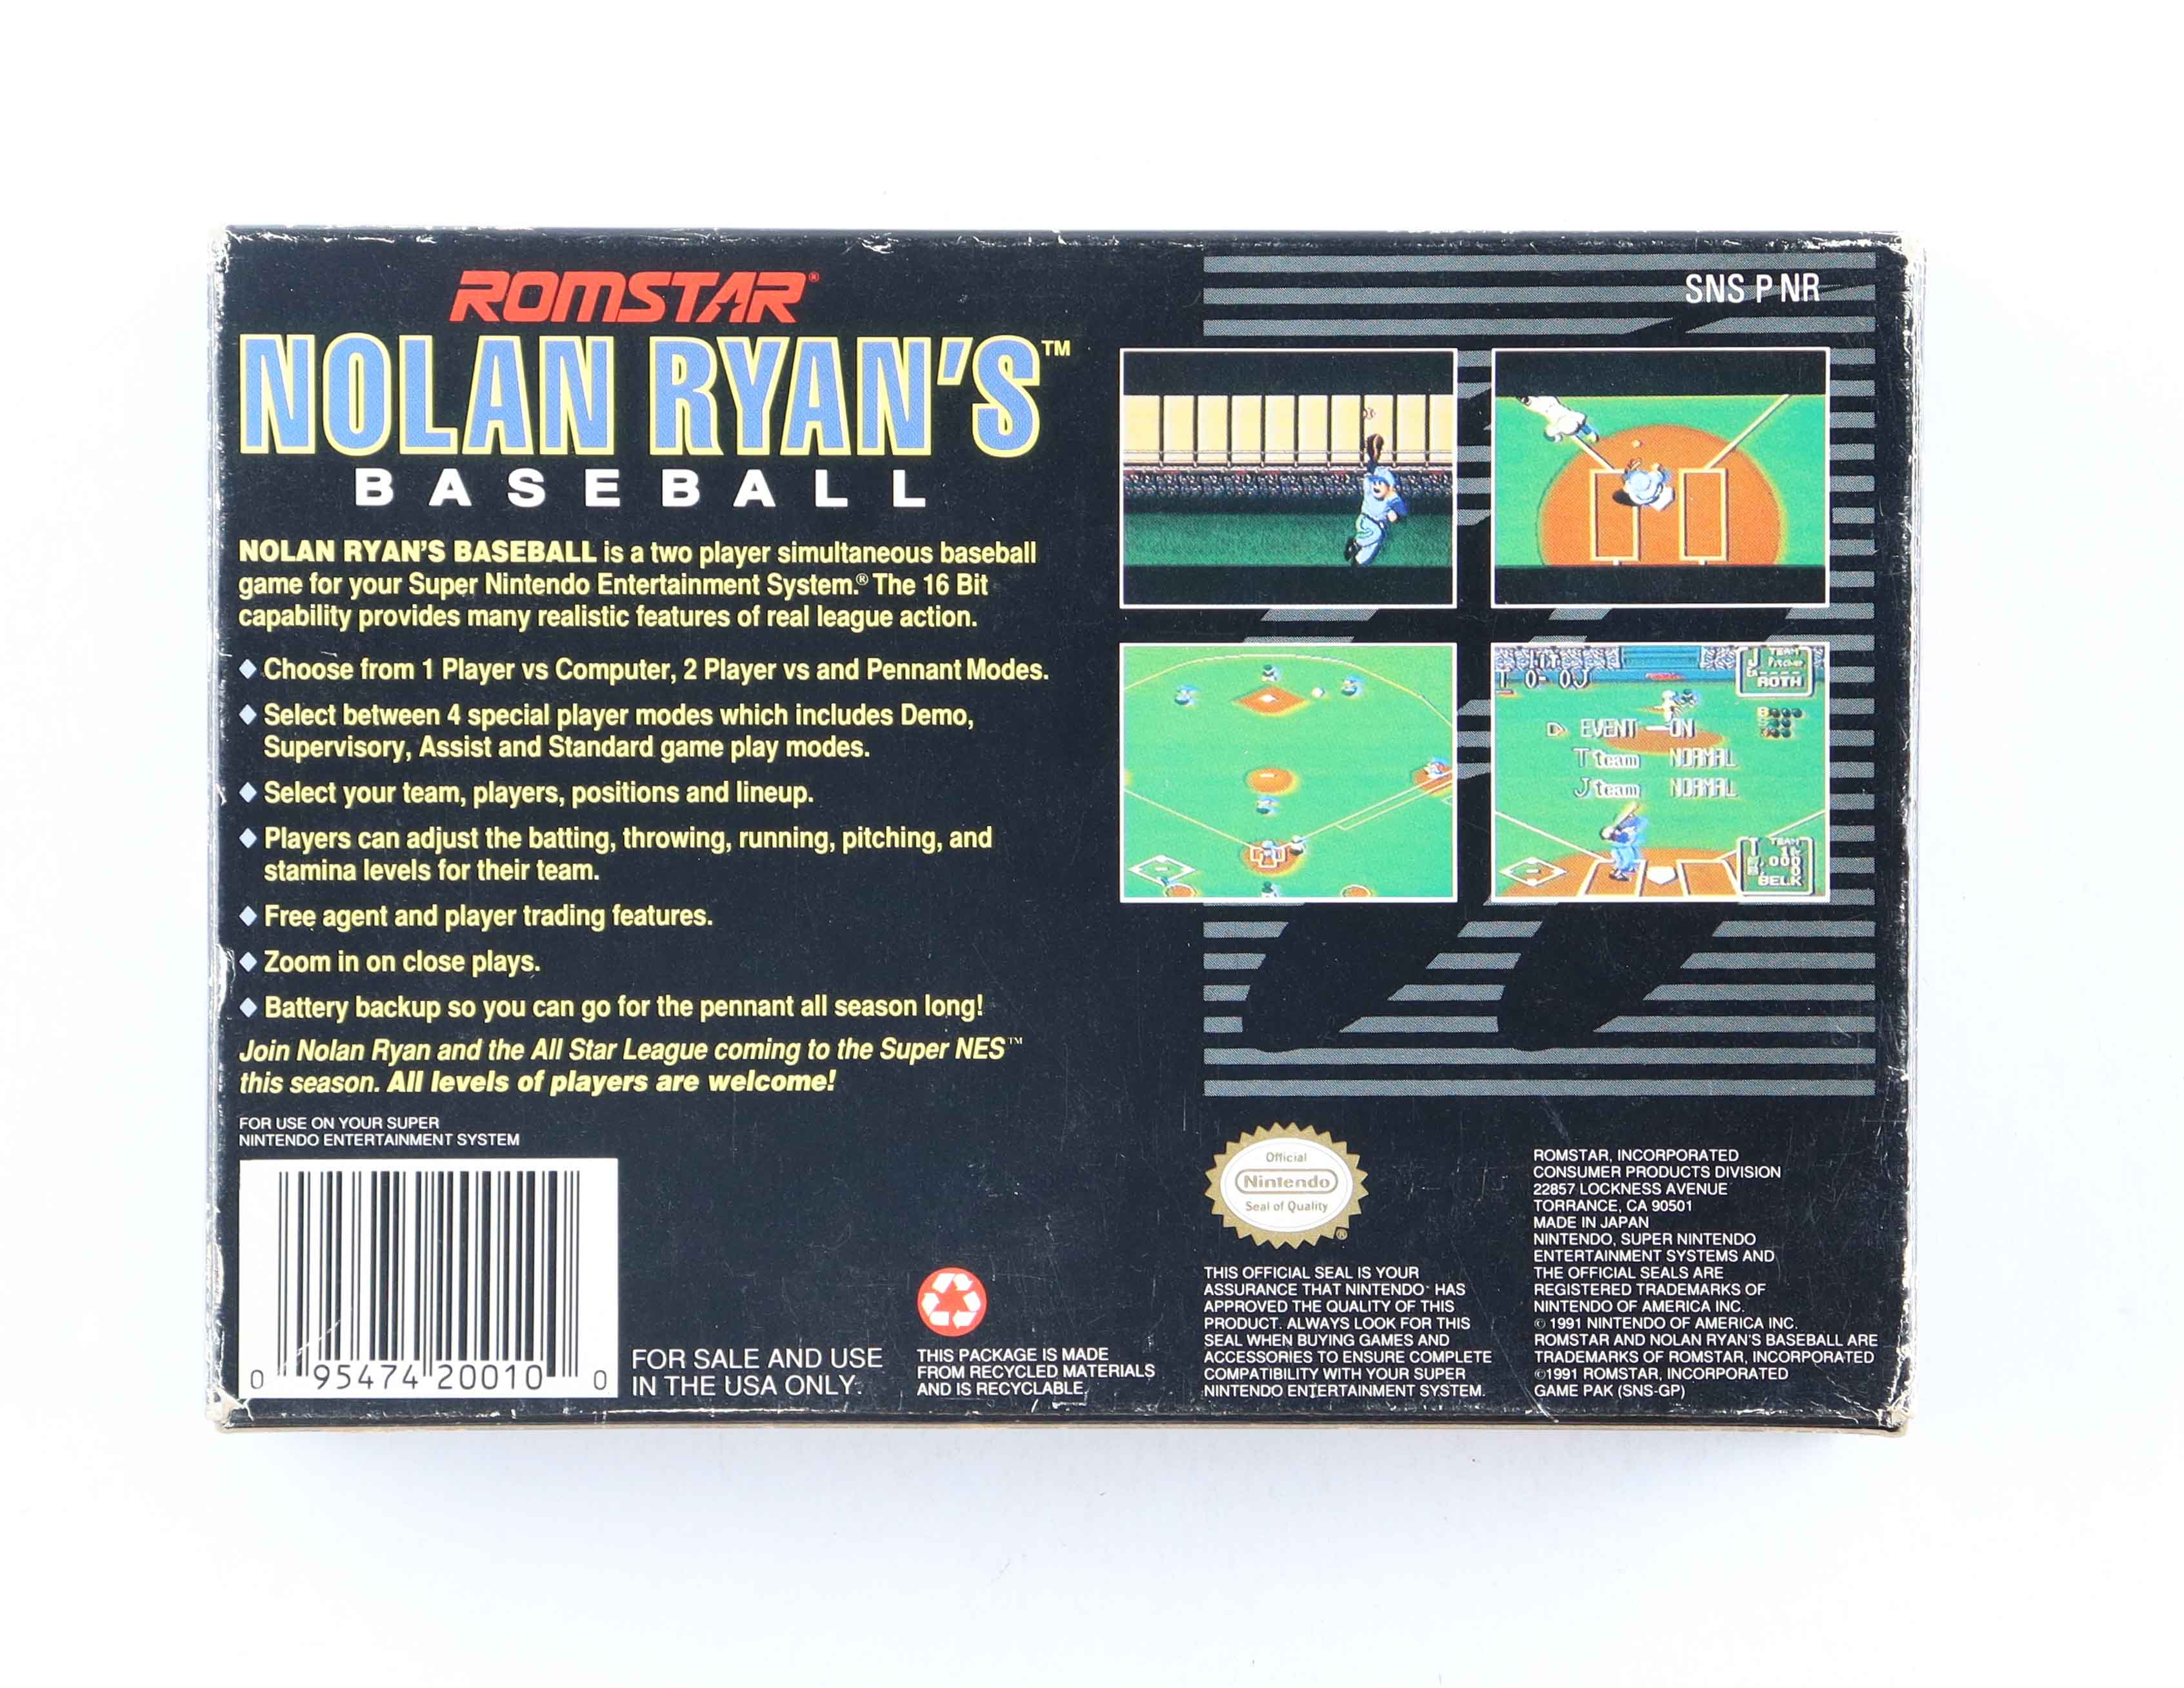 ROMSTAR®
NOLAN RYAN'S™
BASEBALL
NOLAN RYAN'S BASEBALL is a two player simultaneous baseball
game for your Super Nintendo Entertainment System.® The 16 Bit
capability provides many realistic features of real league action.
◆ Choose from 1 Player vs Computer, 2 Player vs and Pennant Modes.
◆ Select between 4 special player modes which includes Demo,
Supervisory, Assist and Standard game play modes.
◆ Select your team, players, positions and lineup.
◆ Players can adjust the batting, throwing, running, pitching, and
stamina levels for their team.
◆ Free agent and player trading features.
◆ Zoom in on close plays.
◆ Battery backup so you can go for the pennant all season long!
Join Nolan Ryan and the All Star League coming to the Super NES™
this season. All levels of players are welcome!
FOR USE ON YOUR SUPER
NINTENDO ENTERTAINMENT SYSTEM
0 95474 20010 0
FOR SALE AND USE
IN THE USA ONLY.
THIS PACKAGE IS MADE
FROM RECYCLED MATERIALS
AND IS RECYCLABLE.
SNS P NR
T 0- 0J
J TEAM
Pitcher
ROTH
EVENT —ON
T team NORMAL
J team NORMAL
T TEAM
.000
BELK
Official
Nintendo
Seal of Quality
®
THIS OFFICIAL SEAL IS YOUR
ASSURANCE THAT NINTENDO HAS
APPROVED THE QUALITY OF THIS
PRODUCT. ALWAYS LOOK FOR THIS
SEAL WHEN BUYING GAMES AND
ACCESSORIES TO ENSURE COMPLETE
COMPATIBILITY WITH YOUR SUPER
NINTENDO ENTERTAINMENT SYSTEM.
ROMSTAR, INCORPORATED
CONSUMER PRODUCTS DIVISION
22857 LOCKNESS AVENUE
TORRANCE, CA 90501
MADE IN JAPAN
NINTENDO, SUPER NINTENDO
ENTERTAINMENT SYSTEMS AND
THE OFFICIAL SEALS ARE
REGISTERED TRADEMARKS OF
NINTENDO OF AMERICA INC.
© 1991 NINTENDO OF AMERICA INC.
ROMSTAR AND NOLAN RYAN'S BASEBALL ARE
TRADEMARKS OF ROMSTAR, INCORPORATED
©1991 ROMSTAR, INCORPORATED
GAME PAK (SNS-GP)